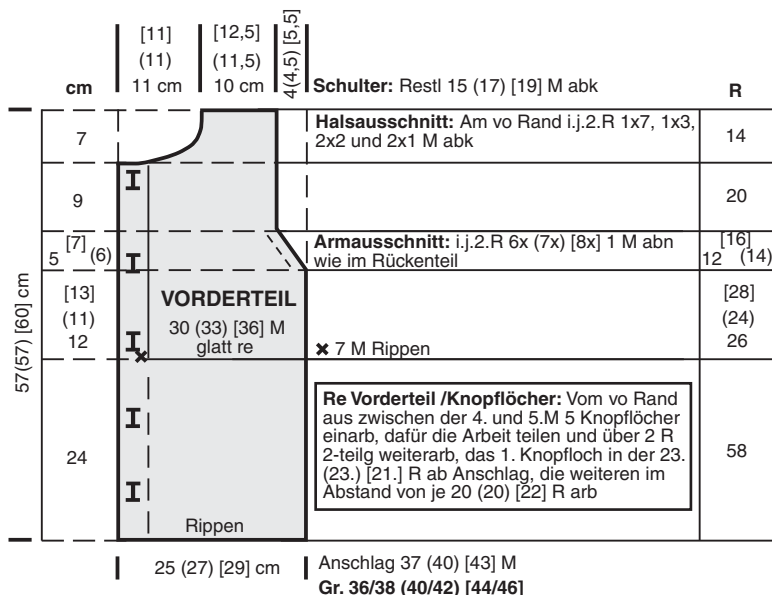 [11] [12,5] 4(4,5) [5,5]
(11) (11,5)
cm 11 cm 10 cm Schulter: Restl 15 (17) [19] M abk R
7 Halsausschnitt: Am vo Rand i.j.2.R 1x7, 1x3, 14
2x2 und 2x1 M abk
9 20
5 [7] (6) Armausschnitt: i.j.2.R 6x (7x) [8x] 1 M abn [16]
wie im Rückenteil 12 (14)
57(57) [60] cm
[13] VORDERTEIL [28]
(11) 30 (33) [36] M (24)
12 glatt re ✖ 7 M Rippen 26
Re Vorderteil /Knopflöcher: Vom vo Rand
aus zwischen der 4. und 5.M 5 Knopflöcher
einarb, dafür die Arbeit teilen und über 2 R
24 2-teilg weiterarb, das 1. Knopfloch in der 23. 58
(23.) [21.] R ab Anschlag, die weiteren im
Abstand von je 20 (20) [22] R arb
Rippen
25 (27) [29] cm Anschlag 37 (40) [43] M
Gr. 36/38 (40/42) [44/46]